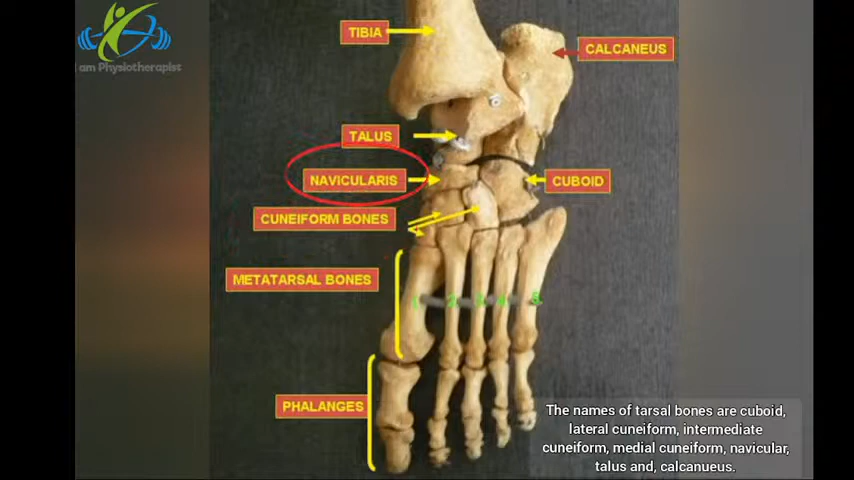 I am Physiotherapist
TIBIA
CALCANEUS
TALUS
NAVICULARIS
CUBOID
CUNEIFORM BONES
METATARSAL BONES
1 2 3 4 5
PHALANGES
The names of tarsal bones are cuboid,
lateral cuneiform, intermediate
cuneiform, medial cuneiform, navicular,
talus and, calcanueus.